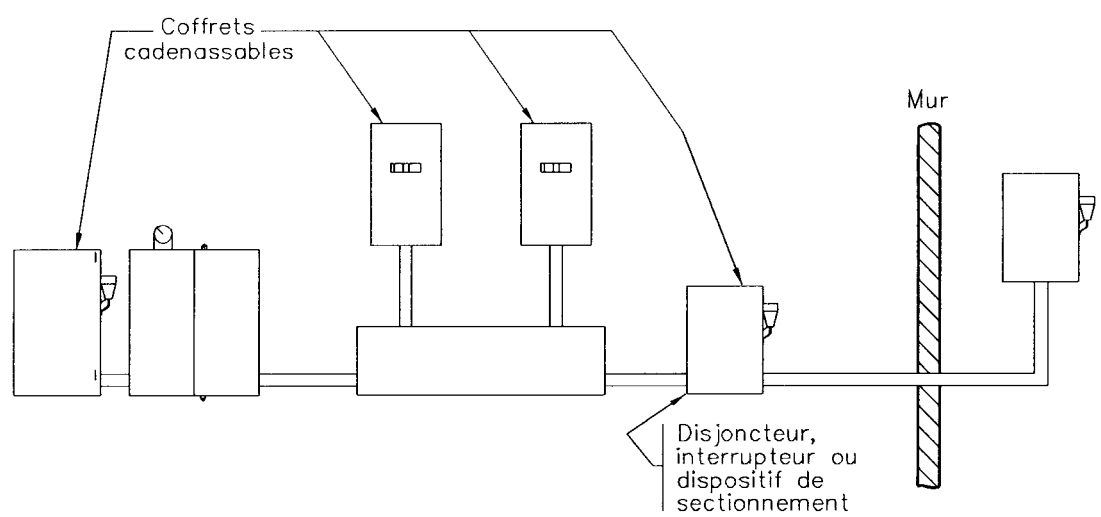 Coffrets
cadenassables
Mur
Disjoncteur,
interrupteur ou
dispositif de
sectionnement